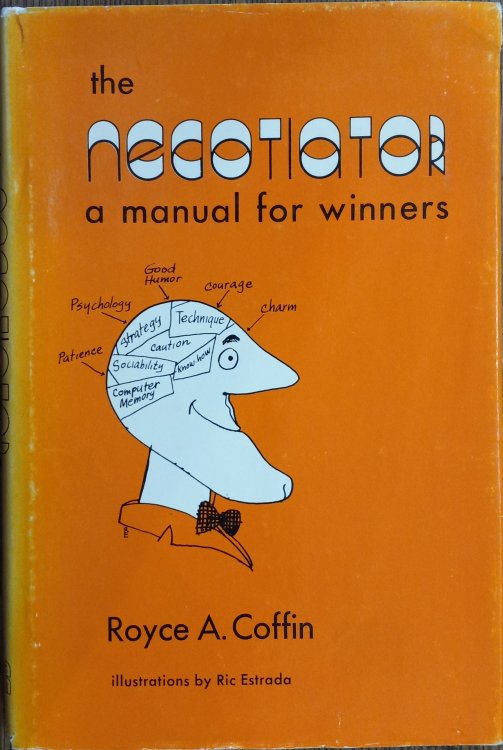 the
negotiator
a manual for winners
Good
Humor
Courage
Psychology
charm
Strategy
Technique
Patience
Caution
Sociability
Know how
Computer
Memory
Royce A. Coffin
illustrations by Ric Estrada